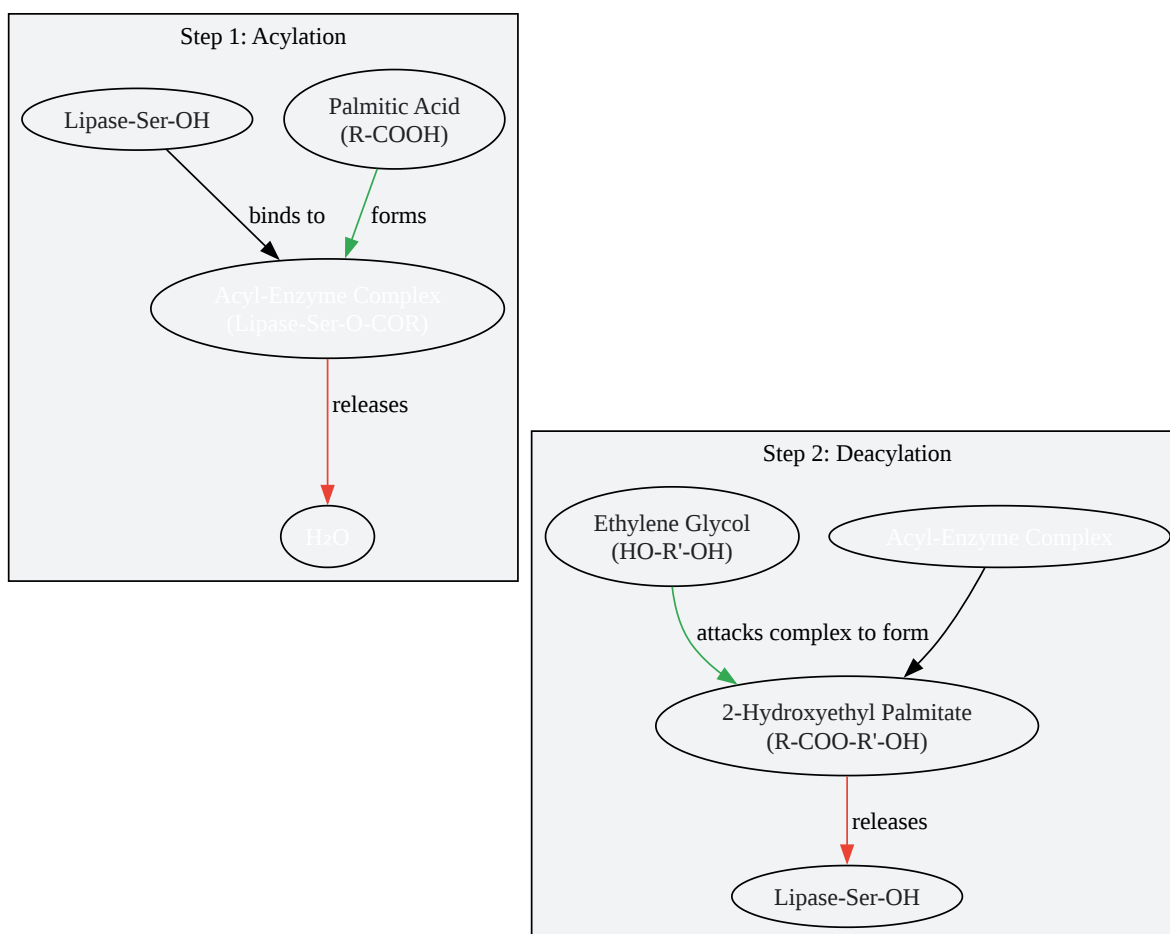 Step 1: Acylation
Lipase-Ser-OH
Palmitic Acid
(R-COOH)
binds to
forms
Acyl-Enzyme Complex
(Lipase-Ser-O-COR)
releases
H₂O
Step 2: Deacylation
Ethylene Glycol
(HO-R'-OH)
Acyl-Enzyme Complex
attacks complex to form
2-Hydroxyethyl Palmitate
(R-COO-R'-OH)
releases
Lipase-Ser-OH